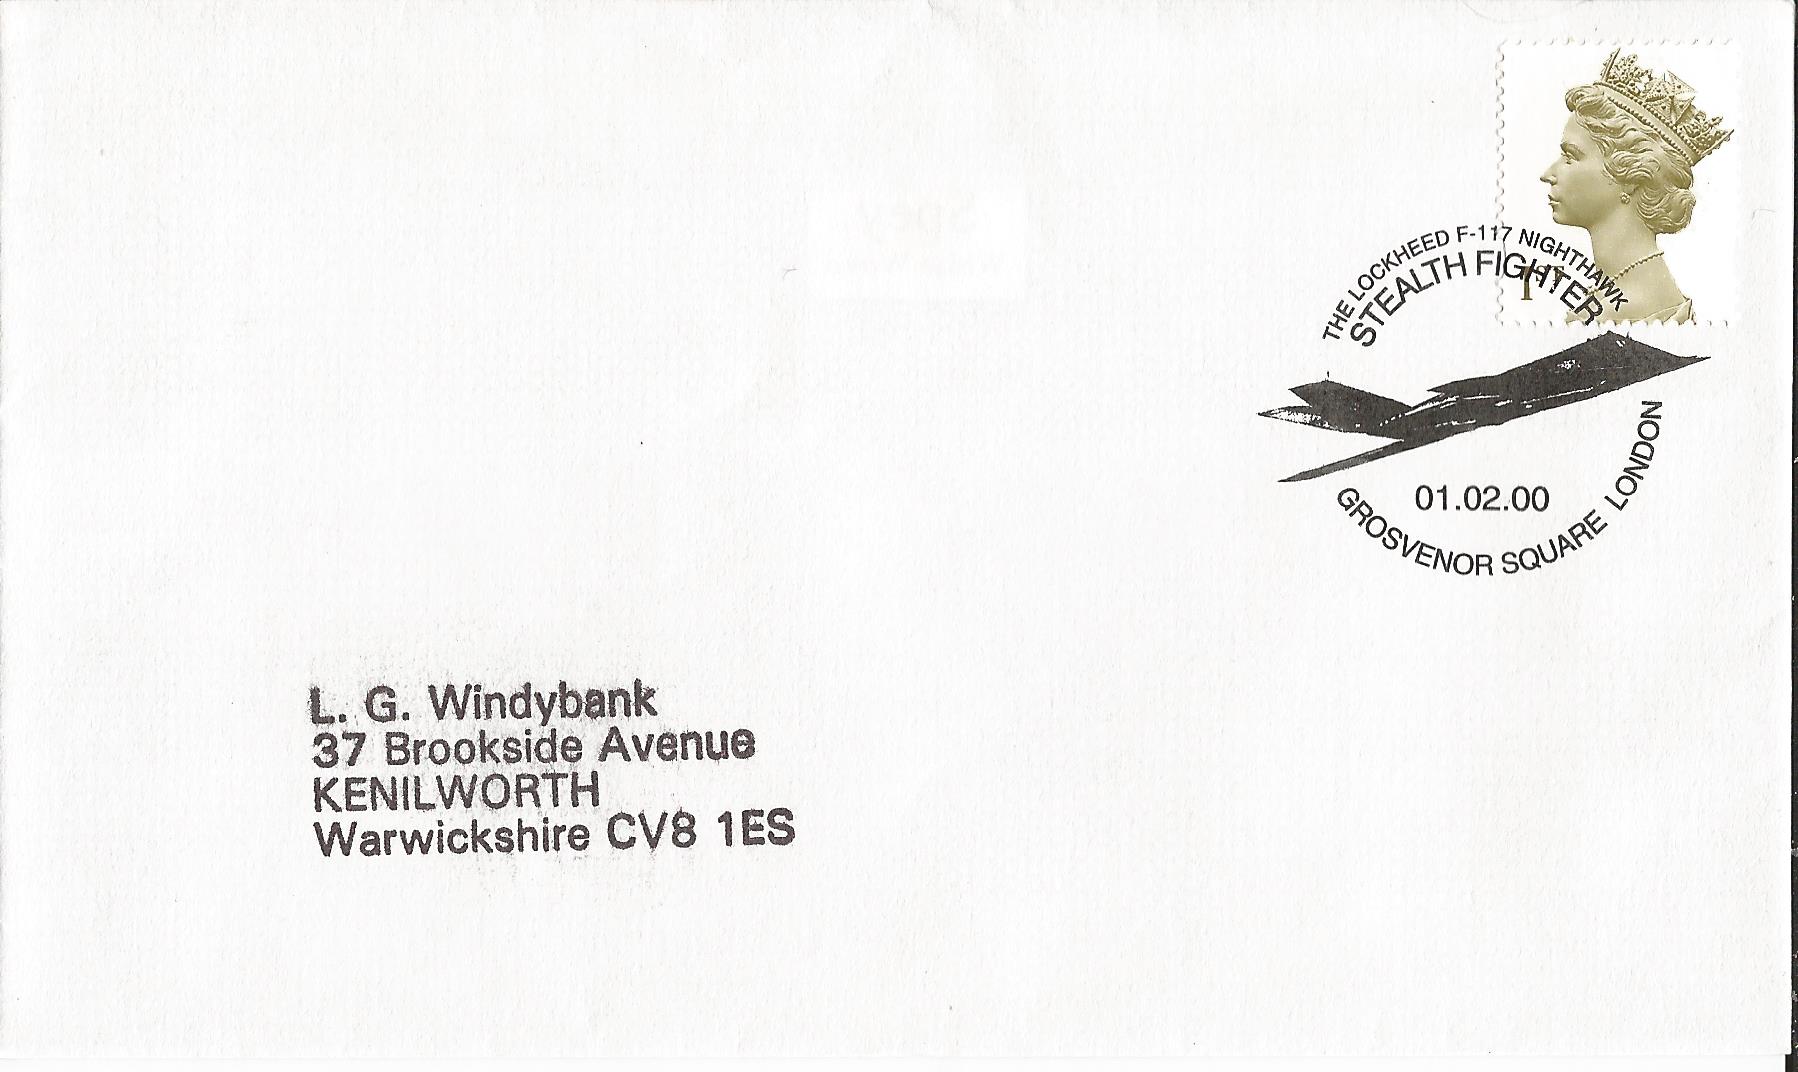 THE LOCKHEED F-117 NIGHTHAWK
STEALTH FIGHTER
1ST
01.02.00
GROSVENOR SQUARE LONDON
L. G. Windybank
37 Brookside Avenue
KENILWORTH
Warwickshire CV8 1ES